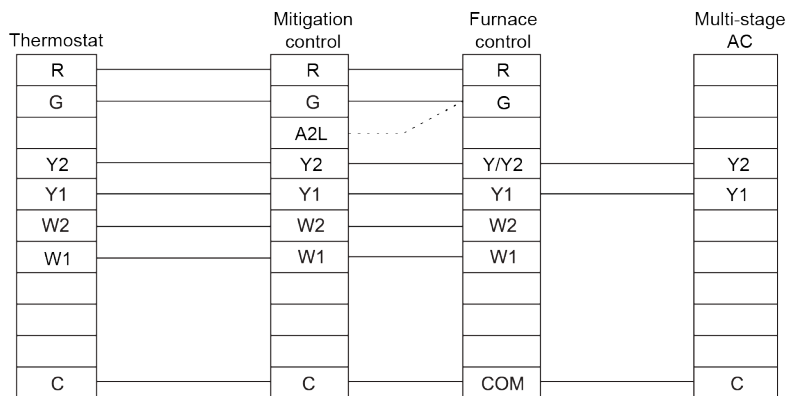 Thermostat
Mitigation
control
Furnace
control
Multi-stage
AC
R R R
G G G
A2L
Y2 Y2 Y/Y2 Y2
Y1 Y1 Y1 Y1
W2 W2 W2
W1 W1 W1
C C COM C